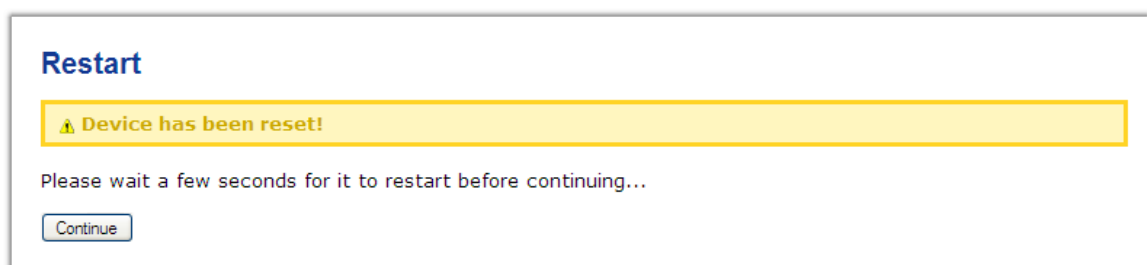 Restart
Device has been reset!
Please wait a few seconds for it to restart before continuing...
Continue